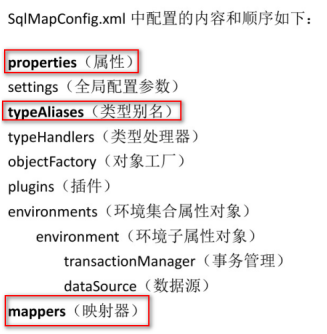 SqlMapConfig.xml 中配置的内容和顺序如下：
properties（属性）
settings（全局配置参数）
typeAliases（类型别名）
typeHandlers（类型处理器）
objectFactory（对象工厂）
plugins（插件）
environments（环境集合属性对象）
environment（环境子属性对象）
transactionManager（事务管理）
dataSource（数据源）
mappers（映射器）